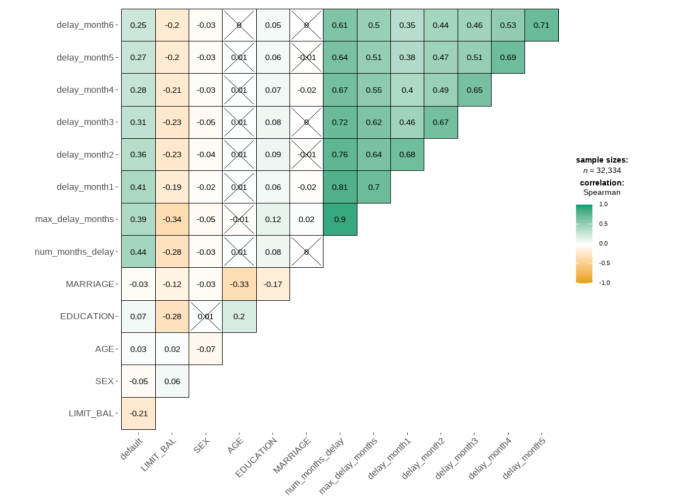 delay_month6 0.25 -0.2 -0.03 0 0.05 0 0.61 0.5 0.35 0.44 0.46 0.53 0.71
delay_month5 0.27 -0.2 -0.03 0.01 0.06 -0.01 0.64 0.51 0.38 0.47 0.51 0.69
delay_month4 0.28 -0.21 -0.03 0.01 0.07 -0.02 0.67 0.55 0.4 0.49 0.65
delay_month3 0.31 -0.23 -0.05 0.01 0.08 0 0.72 0.62 0.46 0.67
delay_month2 0.36 -0.23 -0.04 0.01 0.09 -0.01 0.76 0.64 0.68
delay_month1 0.41 -0.19 -0.02 0.01 0.06 -0.02 0.81 0.7
max_delay_months 0.39 -0.34 -0.05 -0.01 0.12 0.02 0.9
num_months_delay 0.44 -0.28 -0.03 0.01 0.08 0
MARRIAGE -0.03 -0.12 -0.03 -0.33 -0.17
EDUCATION 0.07 -0.28 0.01 0.2
AGE 0.03 0.02 -0.07
SEX -0.05 0.06
LIMIT_BAL -0.21
default LIMIT_BAL SEX AGE EDUCATION MARRIAGE num_months_delay max_delay_months delay_month1 delay_month2 delay_month3 delay_month4 delay_month5
sample sizes:
n = 32,334
correlation:
Spearman
1.0
0.5
0.0
-0.5
-1.0